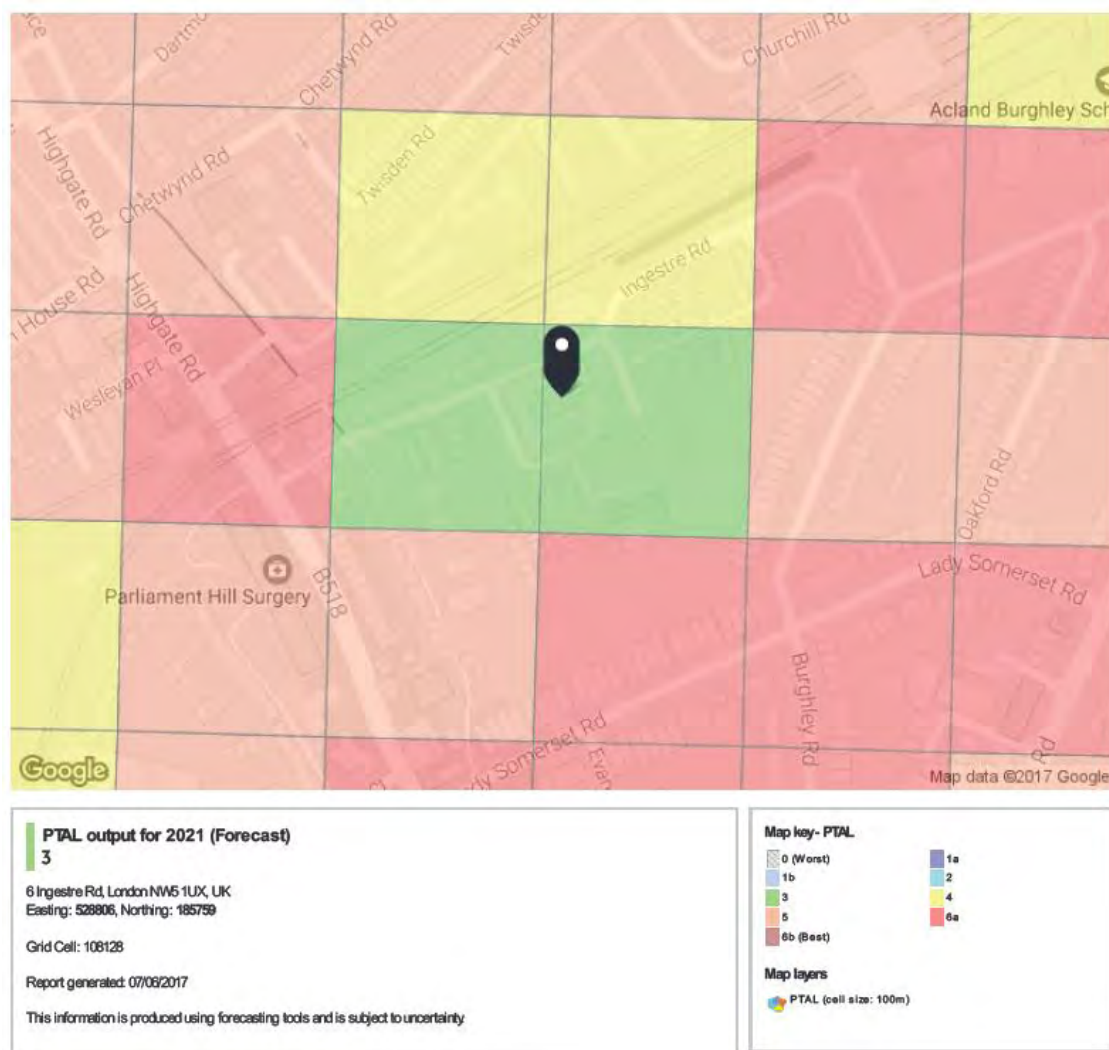 Dartmo
Chetwynd Rd
Twisde
Churchill Rd
Acland Burghley Sch
Highgate Rd
Chetwynd Rd
Twisden Rd
Ingestre Rd
n House Rd
Highgate Rd
Wesleyan Pl
Oakford Rd
Lady Somerset Rd
Parliament Hill Surgery
B518
Burghley Rd
Lady Somerset Rd
Evan
Rd
Google
Map data ©2017 Google
PTAL output for 2021 (Forecast)
3
6 Ingestre Rd, London NW5 1UX, UK
Easting: 528806, Northing: 185759
Grid Cell: 108128
Report generated: 07/06/2017
This information is produced using forecasting tools and is subject to uncertainty
Map key - PTAL
0 (Worst)
1a
1b
2
3
4
5
6a
6b (Best)
Map layers
PTAL (cell size: 100m)